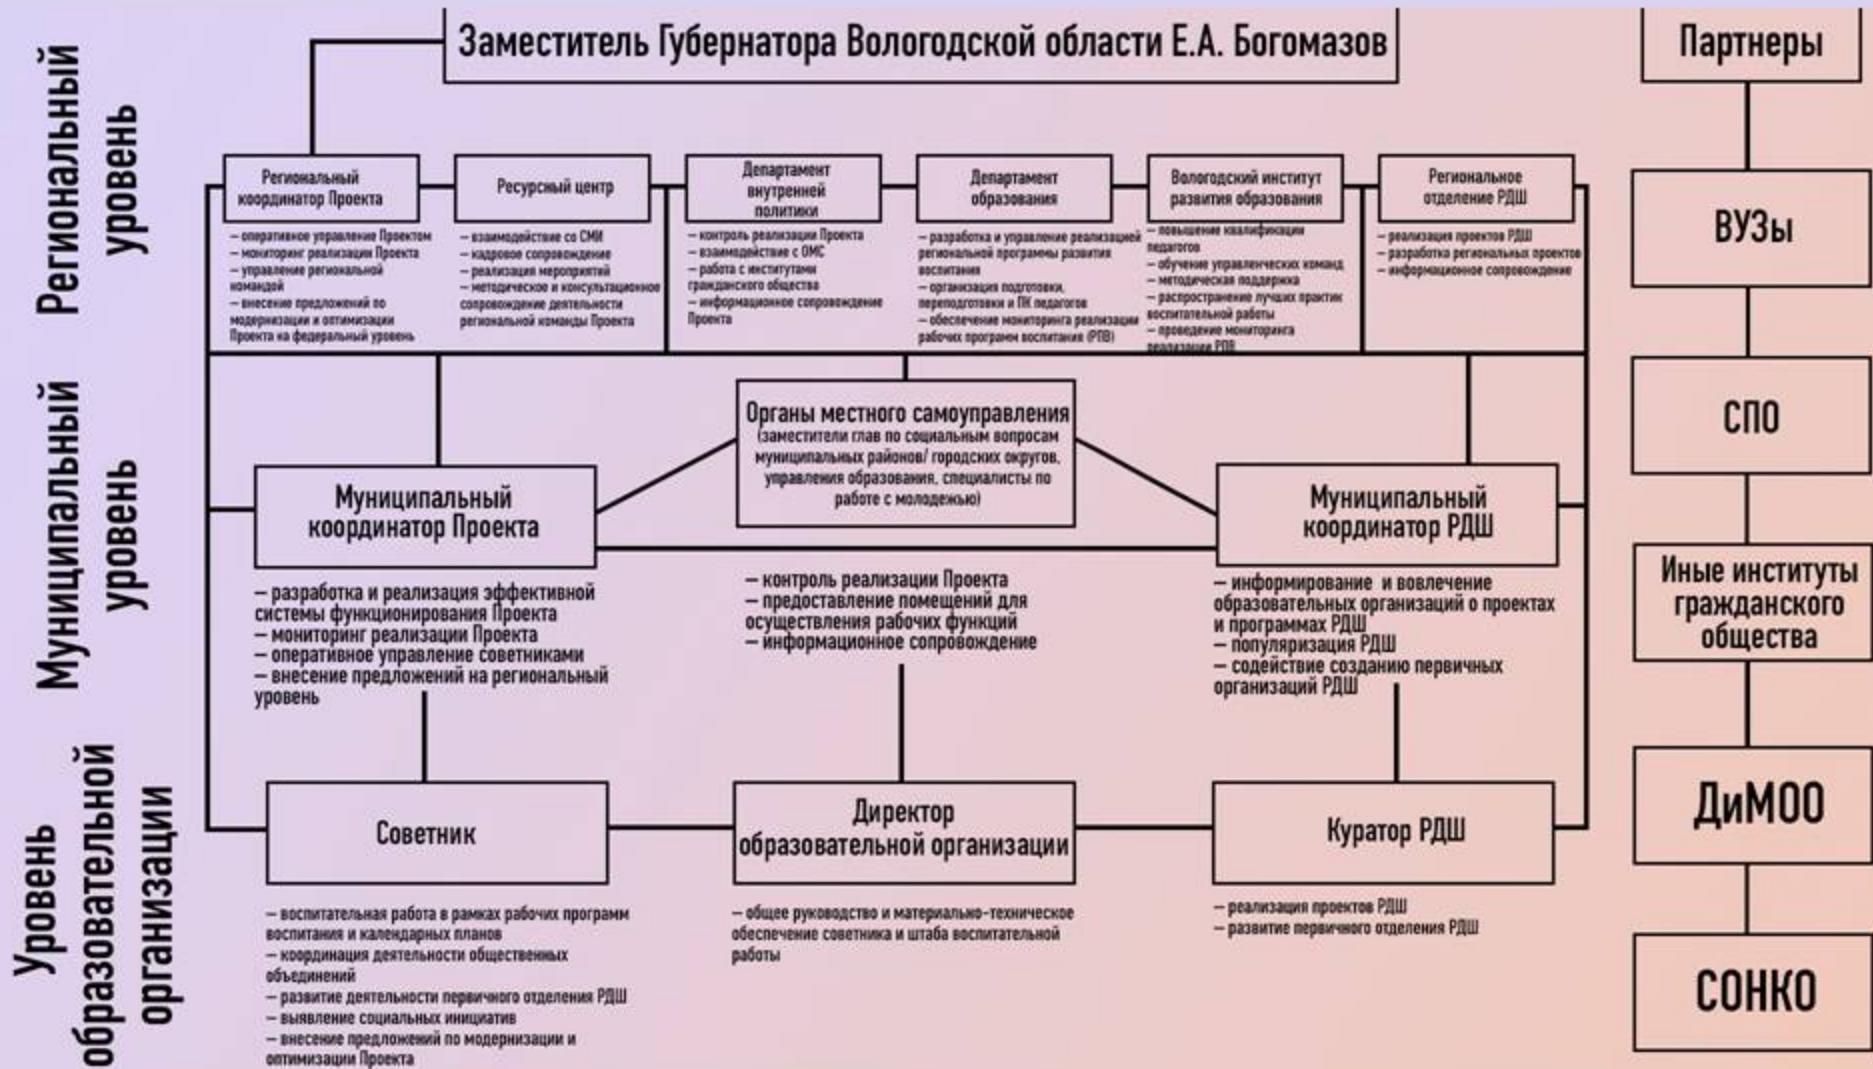 Региональный
уровень
Заместитель Губернатора Вологодской области Е.А. Богомазов
Региональный
координатор Проекта
– оперативное управление Проектом
– мониторинг реализации Проекта
– управление региональной
командой
– внесение предложений по
модернизации и оптимизации
Проекта на федеральный уровень
Ресурсный центр
– взаимодействие со СМИ
– кадровое сопровождение
– реализация мероприятий
– методическое и консультационное
сопровождение деятельности
региональной команды Проекта
Департамент
внутренней
политики
– контроль реализации Проекта
– взаимодействие с ОМС
– работа с институтами
гражданского общества
– информационное сопровождение
Проекта
Департамент
образования
– разработка и управление реализацией
региональной программы развития
воспитания
– организация подготовки,
переподготовки и ПК педагогов
– обеспечение мониторинга реализации
рабочих программ воспитания (РПВ)
Вологодский институт
развития образования
– повышение квалификации
педагогов
– обучение управленческих команд
– методическая поддержка
– распространение лучших практик
воспитательной работы
– проведение мониторинга
реализации РПВ
Региональное
отделение РДШ
– реализация проектов РДШ
– разработка региональных проектов
– информационное сопровождение
Муниципальный
уровень
Муниципальный
координатор Проекта
– разработка и реализация эффективной
системы функционирования Проекта
– мониторинг реализации Проекта
– оперативное управление советниками
– внесение предложений на региональный
уровень
Органы местного самоуправления
(заместители глав по социальным вопросам
муниципальных районов/ городских округов,
управления образования, специалисты по
работе с молодежью)
– контроль реализации Проекта
– предоставление помещений для
осуществления рабочих функций
– информационное сопровождение
Муниципальный
координатор РДШ
– информирование и вовлечение
образовательных организаций о проектах
и программах РДШ
– популяризация РДШ
– содействие созданию первичных
организаций РДШ
Уровень
образовательной
организации
Советник
– воспитательная работа в рамках рабочих программ
воспитания и календарных планов
– координация деятельности общественных
объединений
– развитие деятельности первичного отделения РДШ
– выявление социальных инициатив
– внесение предложений по модернизации и
оптимизации Проекта
Директор
образовательной организации
– общее руководство и материально-техническое
обеспечение советника и штаба воспитательной
работы
Куратор РДШ
– реализация проектов РДШ
– развитие первичного отделения РДШ
Партнеры
ВУЗы
СПО
Иные институты
гражданского
общества
ДиМОО
СОНКО